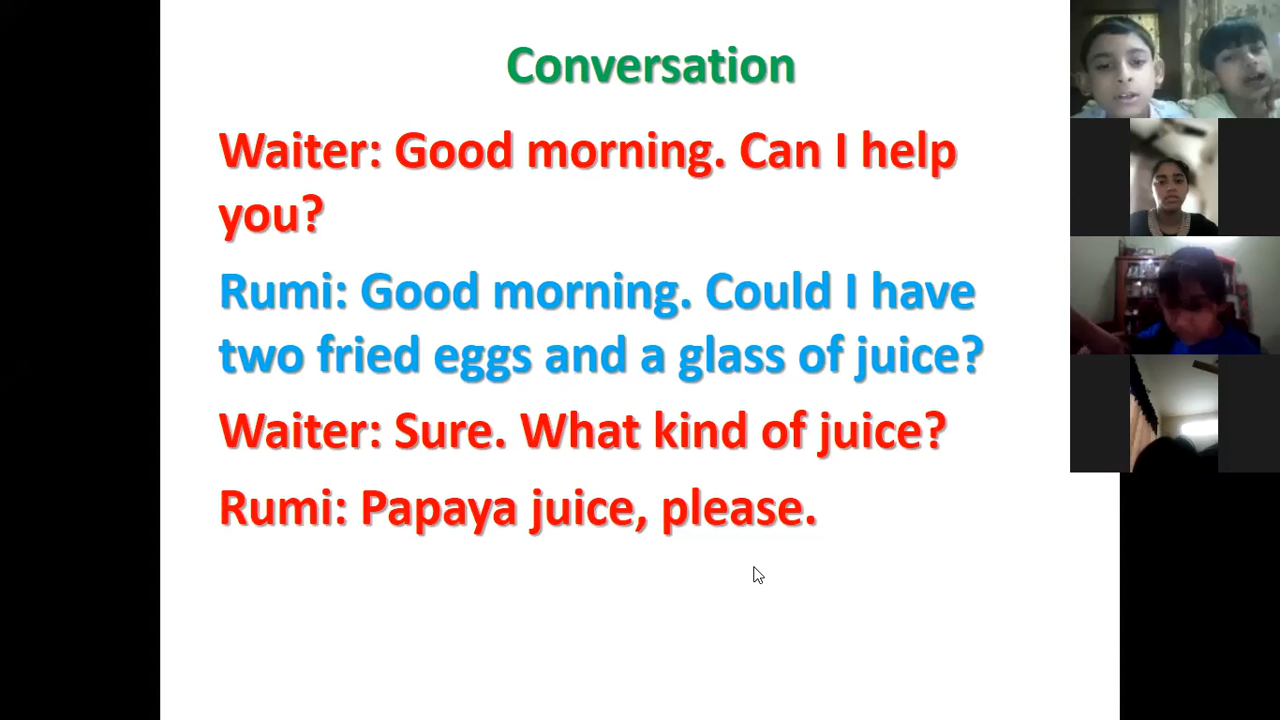 Conversation
Waiter: Good morning. Can I help
you?
Rumi: Good morning. Could I have
two fried eggs and a glass of juice?
Waiter: Sure. What kind of juice?
Rumi: Papaya juice, please.